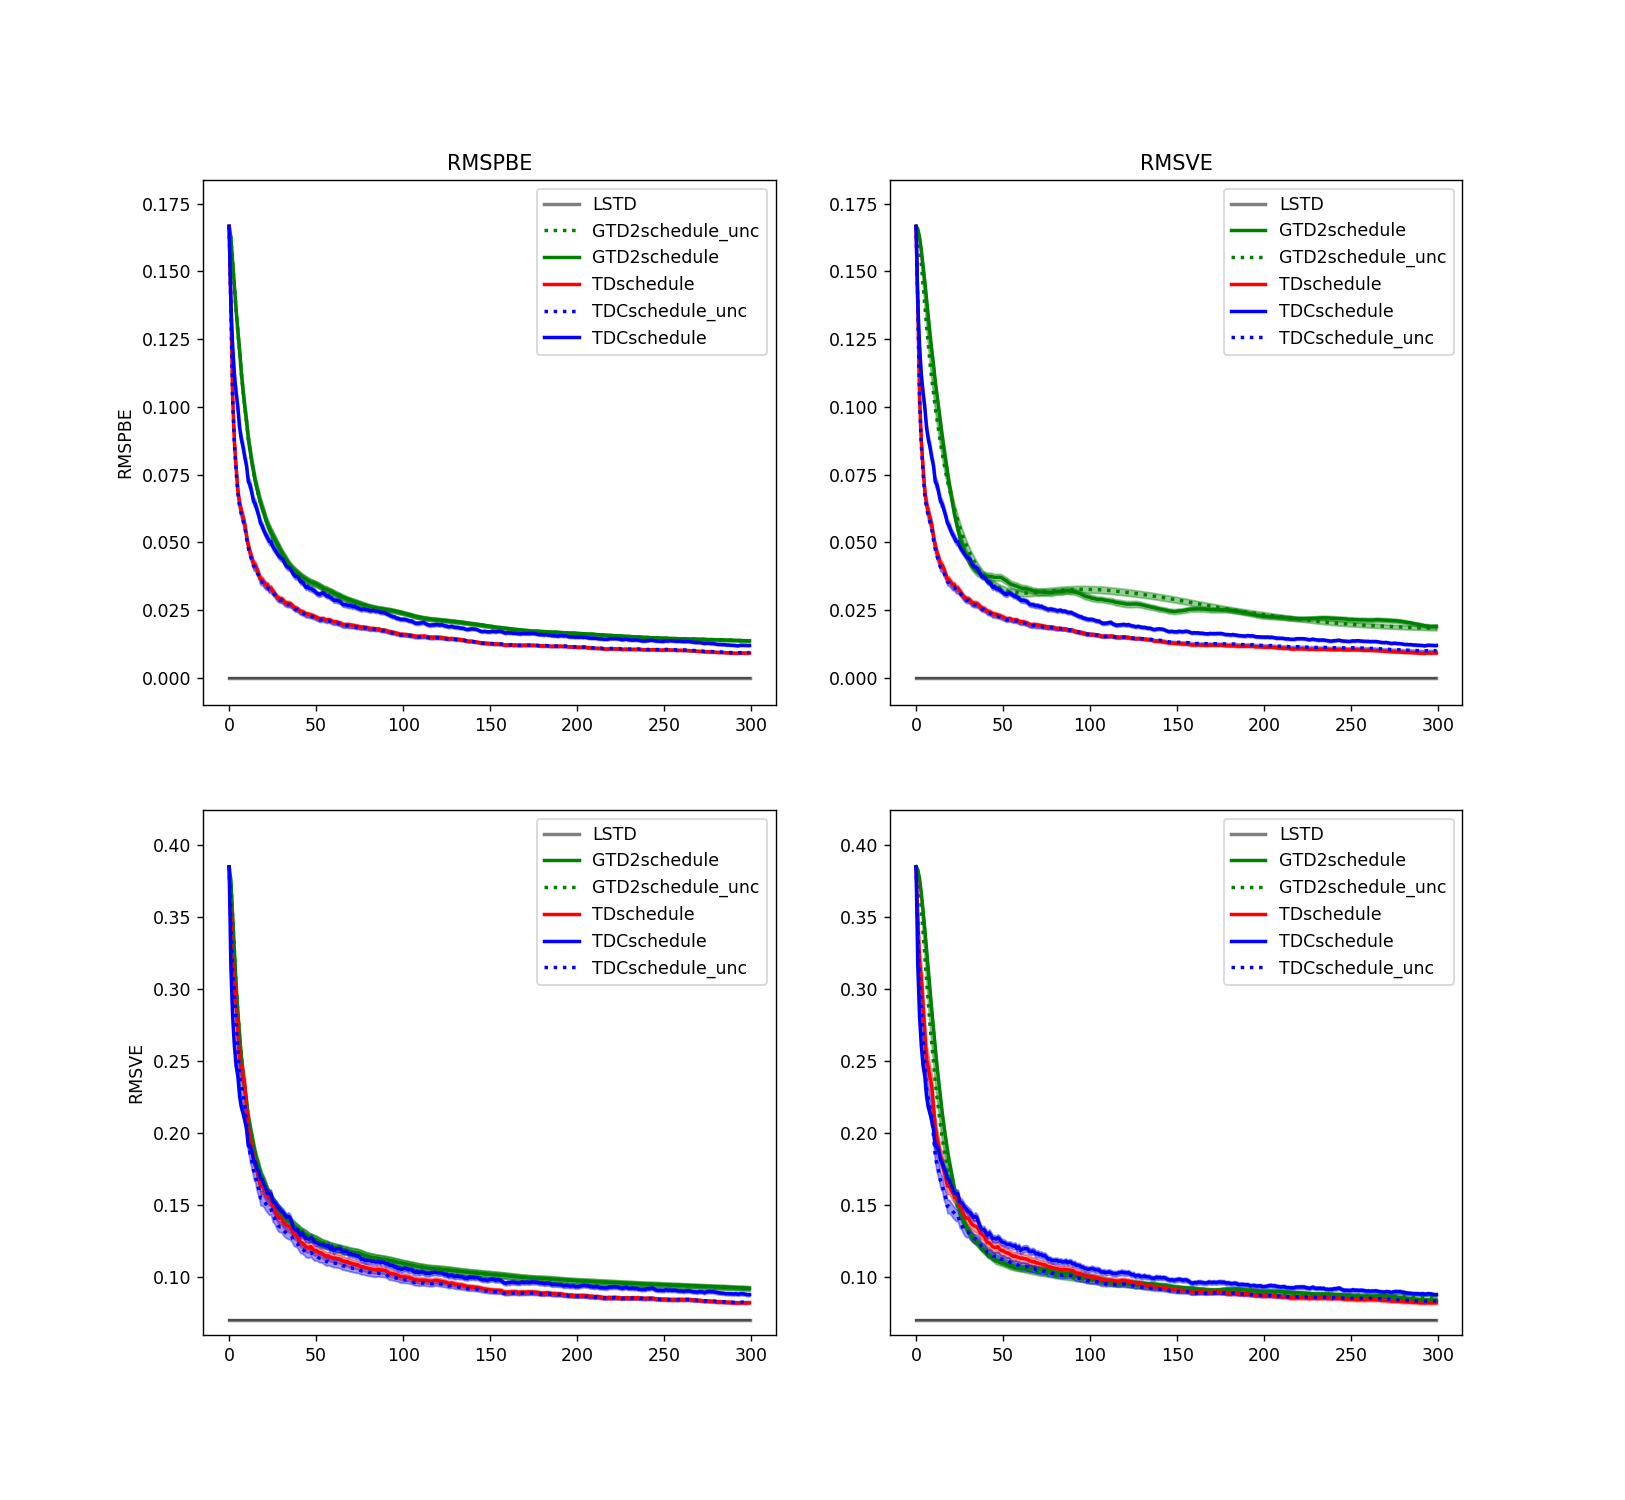 RMSPBE
RMSVE
RMSPBE
0.175
0.150
0.125
0.100
0.075
0.050
0.025
0.000
LSTD
GTD2schedule_unc
GTD2schedule
TDschedule
TDCschedule_unc
TDCschedule
0 50 100 150 200 250 300
0.175
0.150
0.125
0.100
0.075
0.050
0.025
0.000
LSTD
GTD2schedule
GTD2schedule_unc
TDschedule
TDCschedule
TDCschedule_unc
0 50 100 150 200 250 300
RMSVE
0.40
0.35
0.30
0.25
0.20
0.15
0.10
LSTD
GTD2schedule
GTD2schedule_unc
TDschedule
TDCschedule
TDCschedule_unc
0 50 100 150 200 250 300
0.40
0.35
0.30
0.25
0.20
0.15
0.10
LSTD
GTD2schedule
GTD2schedule_unc
TDschedule
TDCschedule
TDCschedule_unc
0 50 100 150 200 250 300